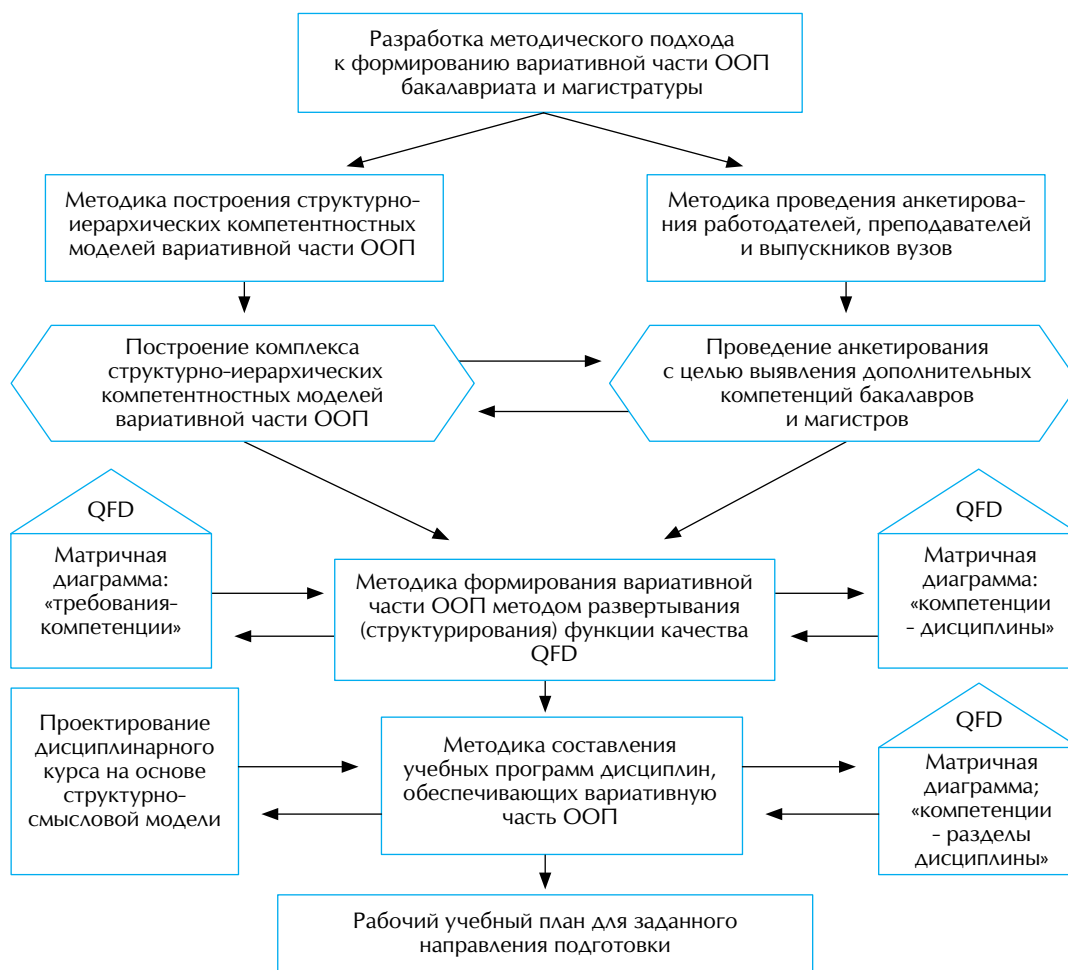 Разработка методического подхода
к формированию вариативной части ООП
бакалавриата и магистратуры
Методика построения структурно-
иерархических компетентностных
моделей вариативной части ООП
Методика проведения анкетирова-
ния работодателей, преподавателей
и выпускников вузов
Построение комплекса
структурно-иерархических
компетентностных моделей
вариативной части ООП
Проведение анкетирования
с целью выявления дополнительных
компетенций бакалавров
и магистров
QFD
Матричная
диаграмма:
«требования-
компетенции»
Методика формирования вариативной
части ООП методом развертывания
(структурирования) функции качества
QFD
QFD
Матричная
диаграмма:
«компетенции
- дисциплины»
Проектирование
дисциплинарного
курса на основе
структурно-
смысловой модели
Методика составления
учебных программ дисциплин,
обеспечивающих вариативную
часть ООП
QFD
Матричная
диаграмма;
«компетенции
- разделы
дисциплины»
Рабочий учебный план для заданного
направления подготовки